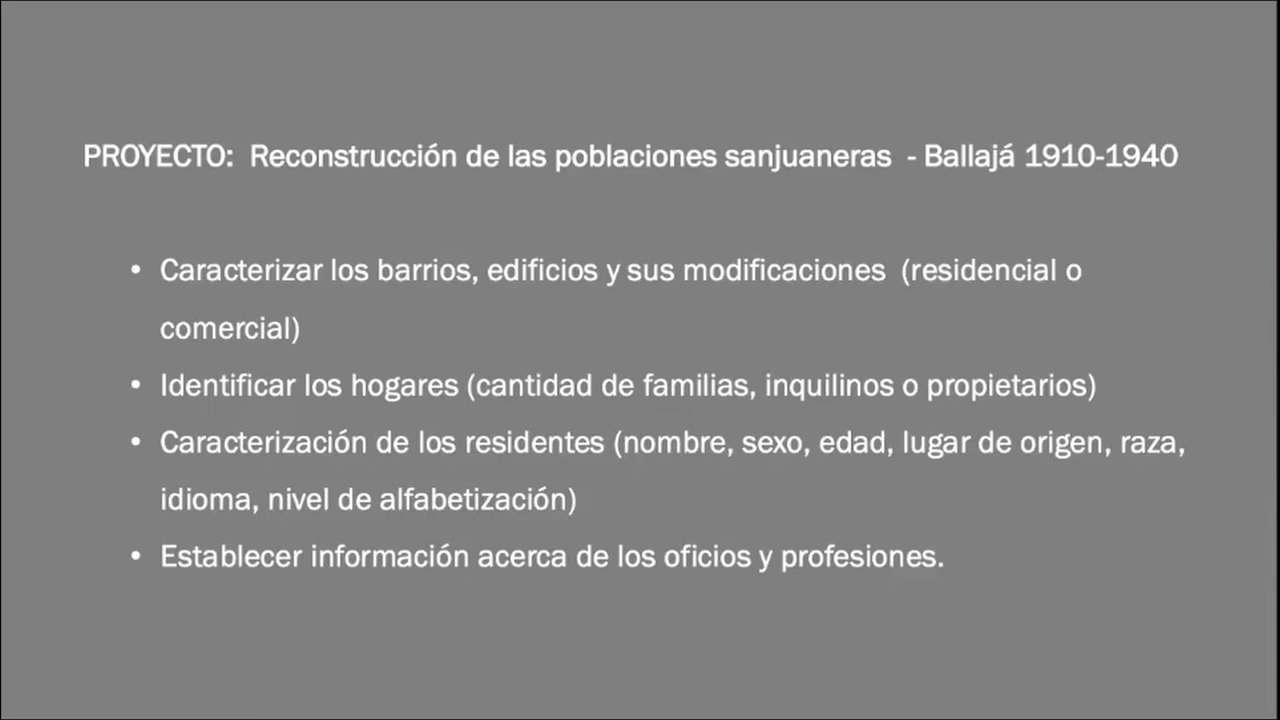 PROYECTO:  Reconstrucción de las poblaciones sanjuaneras  - Ballajá 1910-1940
• Caracterizar los barrios, edificios y sus modificaciones  (residencial o
comercial)
• Identificar los hogares (cantidad de familias, inquilinos o propietarios)
• Caracterización de los residentes (nombre, sexo, edad, lugar de origen, raza,
idioma, nivel de alfabetización)
• Establecer información acerca de los oficios y profesiones.